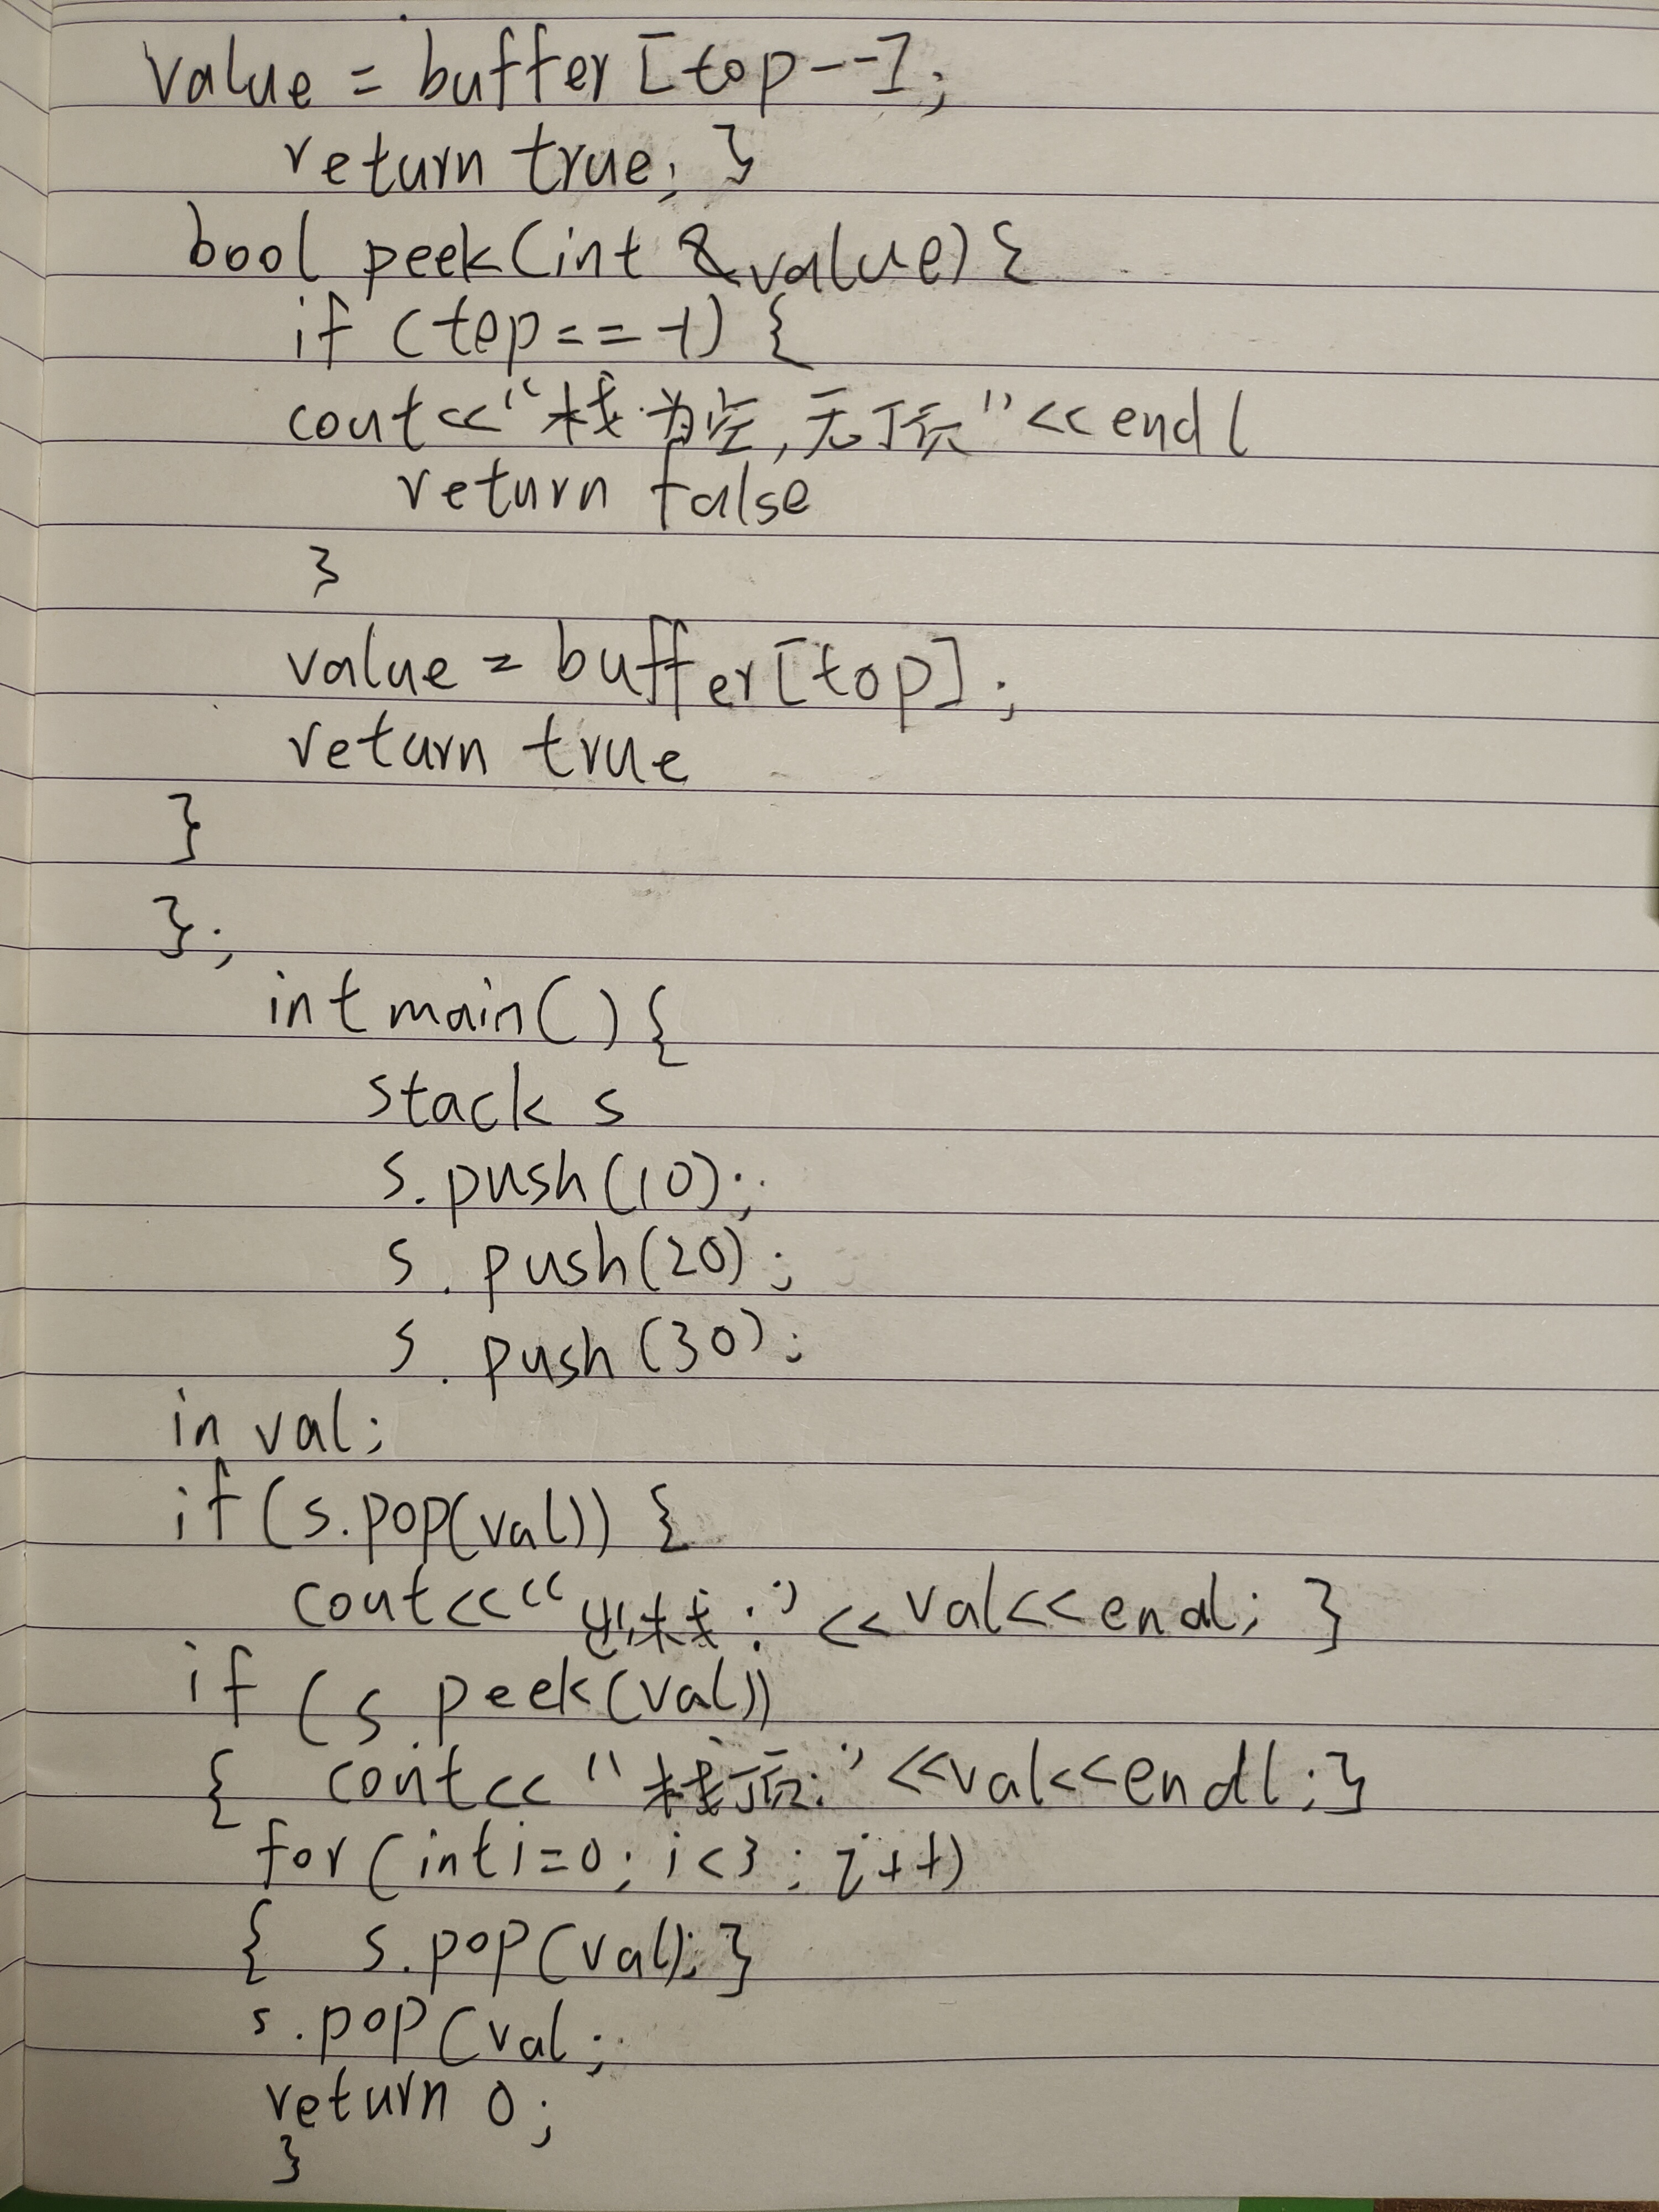 value = buffer [top--];
return true; }
bool peek(int &value){
if (top==-1) {
cout<<"栈为空,无顶"<<endl
return false
}
value = buffer[top];
return true
}
};
int main(){
stack s
s.push(10);
s.push(20);
s.push(30);
in val;
if(s.pop(val)) {
cout<<"出栈:"<<val<<endl; }
if (s.peek(val))
{ cout<<"栈顶:"<<val<<endl;}
for(int i=0; i<3; i++)
{ s.pop(val); }
s.pop(val;
return 0;
}